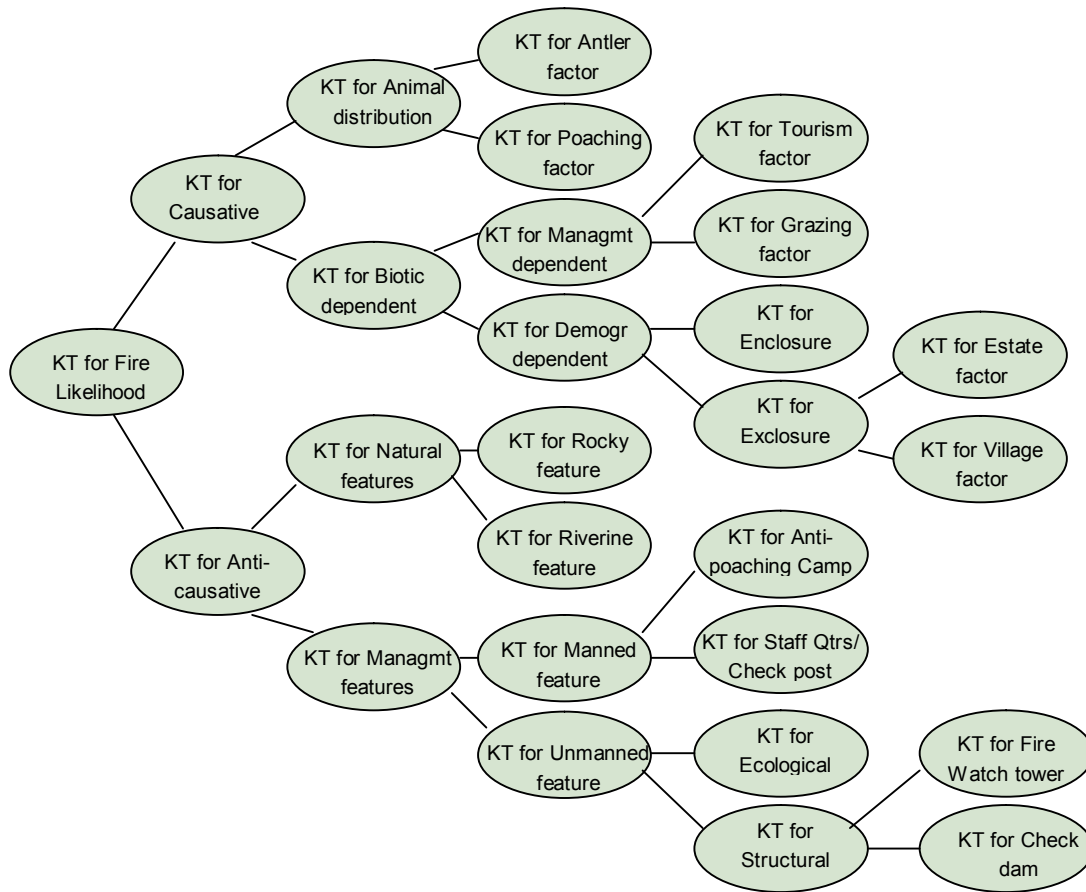 KT for Antler
factor
KT for Animal
distribution
KT for Poaching
factor
KT for Tourism
factor
KT for
Causative
KT for Managmt
dependent
KT for Grazing
factor
KT for Biotic
dependent
KT for Demogr
dependent
KT for
Enclosure
KT for Estate
factor
KT for Fire
Likelihood
KT for
Exclosure
KT for Village
factor
KT for Natural
features
KT for Rocky
feature
KT for Riverine
feature
KT for Anti-
causative
KT for Anti-
poaching Camp
KT for Managmt
features
KT for Manned
feature
KT for Staff Qtrs/
Check post
KT for Unmanned
feature
KT for
Ecological
KT for Fire
Watch tower
KT for
Structural
KT for Check
dam